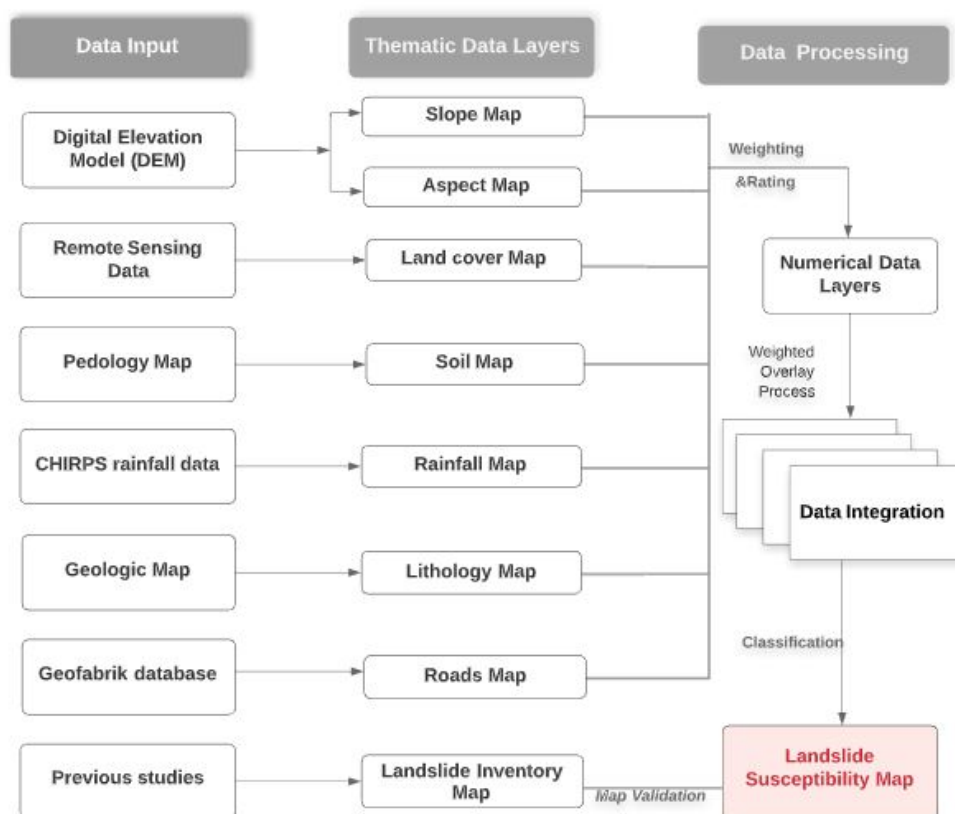 Data Input
Thematic Data Layers
Data Processing
Digital Elevation
Model (DEM)
Slope Map
Aspect Map
Weighting
&Rating
Remote Sensing
Data
Land cover Map
Numerical Data
Layers
Pedology Map
Soil Map
Weighted
Overlay
Process
CHIRPS rainfall data
Rainfall Map
Data Integration
Geologic Map
Lithology Map
Classification
Geofabrik database
Roads Map
Previous studies
Landslide Inventory
Map
Map Validation
Landslide
Susceptibility Map